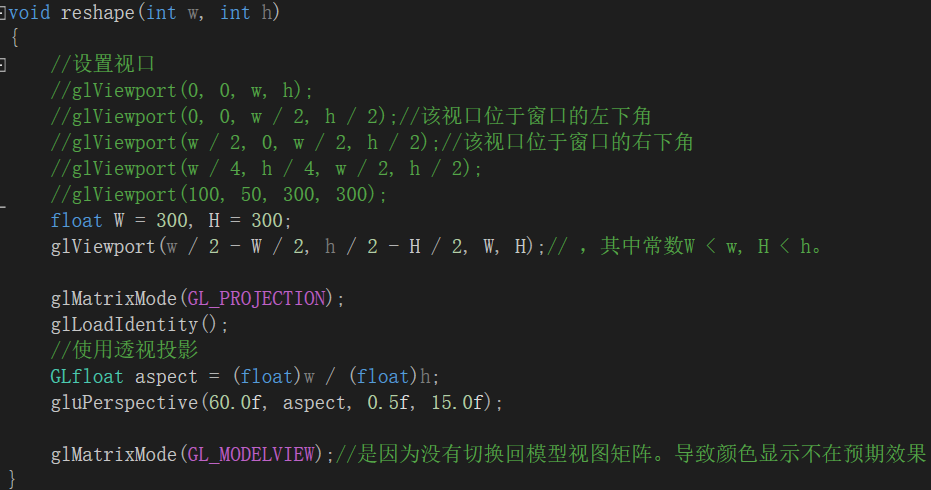 void reshape(int w, int h)
{
//设置视口
//glViewport(0, 0, w, h);
//glViewport(0, 0, w / 2, h / 2);//该视口位于窗口的左下角
//glViewport(w / 2, 0, w / 2, h / 2);//该视口位于窗口的右下角
//glViewport(w / 4, h / 4, w / 2, h / 2);
//glViewport(100, 50, 300, 300);
float W = 300, H = 300;
glViewport(w / 2 - W / 2, h / 2 - H / 2, W, H);// ，其中常数W < w, H < h。
glMatrixMode(GL_PROJECTION);
glLoadIdentity();
//使用透视投影
GLfloat aspect = (float)w / (float)h;
gluPerspective(60.0f, aspect, 0.5f, 15.0f);
glMatrixMode(GL_MODELVIEW);//是因为没有切换回模型视图矩阵。导致颜色显示不在预期效果
}